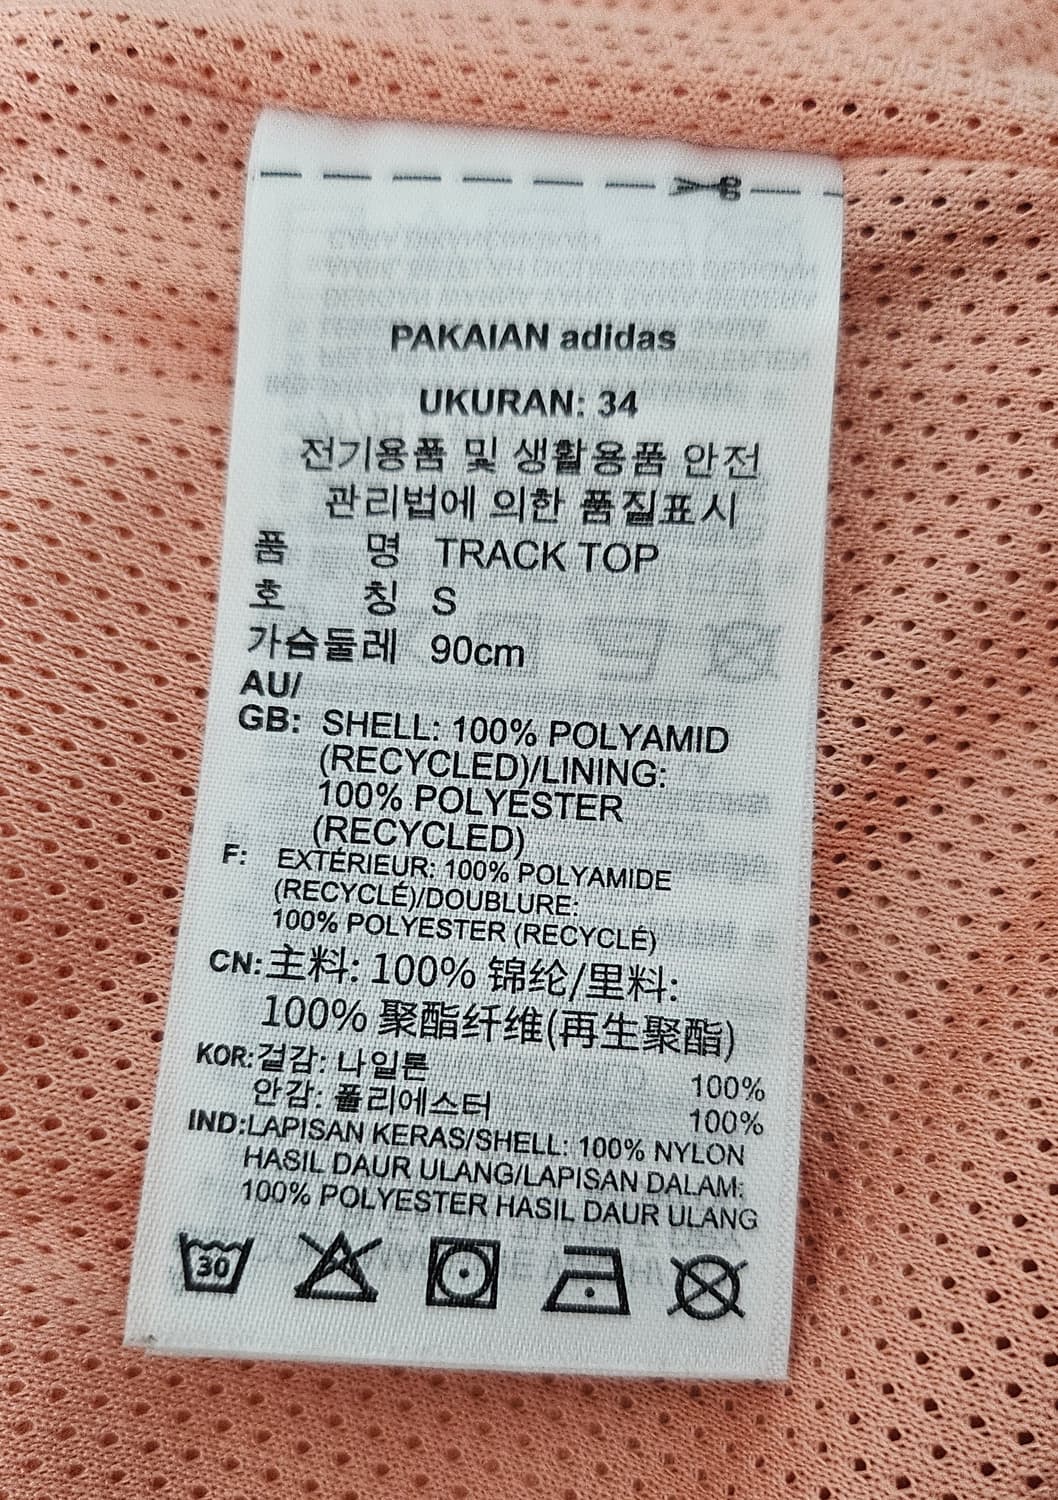 PAKAIAN adidas
UKURAN: 34
전기용품 및 생활용품 안전
관리법에 의한 품질표시
품 명 TRACK TOP
호 칭 S
가슴둘레 90cm
AU/
GB: SHELL: 100% POLYAMID
(RECYCLED)/LINING:
100% POLYESTER
(RECYCLED)
F: EXTÉRIEUR: 100% POLYAMIDE
(RECYCLÉ)/DOUBLURE:
100% POLYESTER (RECYCLÉ)
CN: 主料: 100% 锦纶/里料:
100% 聚酯纤维(再生聚酯)
KOR: 겉감: 나일론 100%
안감: 폴리에스터 100%
IND: LAPISAN KERAS/SHELL: 100% NYLON
HASIL DAUR ULANG/LAPISAN DALAM:
100% POLYESTER HASIL DAUR ULANG
30